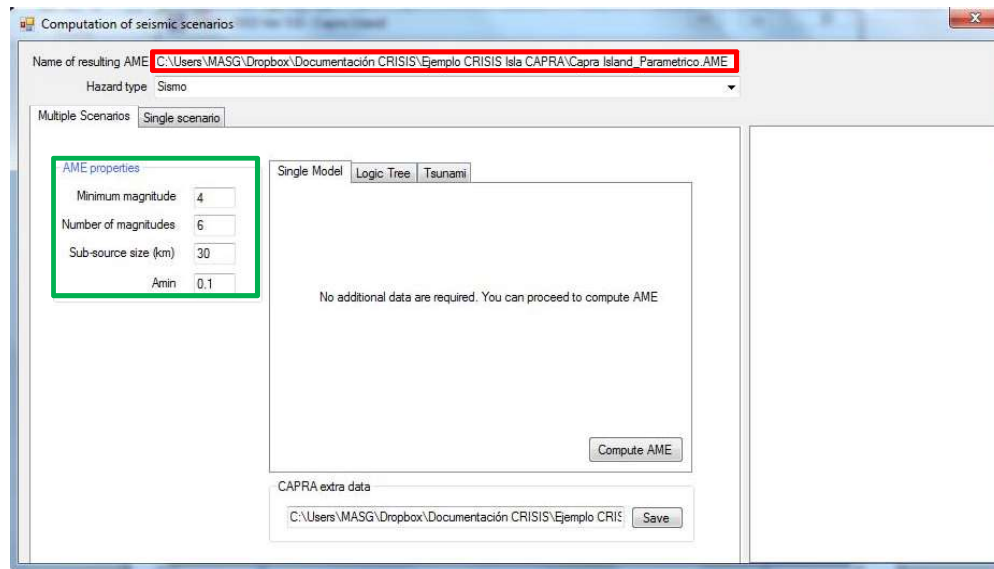 Computation of seismic scenarios
Name of resulting AME C:\Users\MASG\Dropbox\Documentación CRISIS\Ejemplo CRISIS Isla CAPRA\Capra Island_Parametrico.AME
Hazard type Sismo
Multiple Scenarios Single scenario
AME properties
Minimum magnitude 4
Number of magnitudes 6
Sub-source size (km) 30
Amin 0.1
Single Model Logic Tree Tsunami
No additional data are required. You can proceed to compute AME
Compute AME
CAPRA extra data
C:\Users\MASG\Dropbox\Documentación CRISIS\Ejemplo CRIS Save